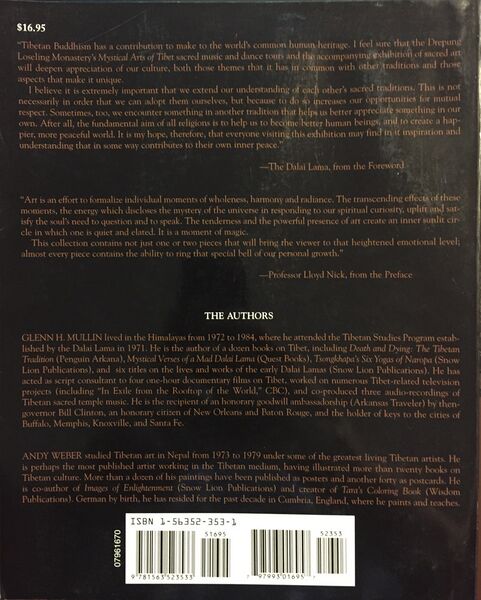 $16.95
"Tibetan Buddhism has a contribution to make to the world's common human heritage. I feel sure that the Drepung
Loseling Monastery's Mystical Arts of Tibet sacred music and dance tours and the accompanying exhibition of sacred art
will deepen appreciation of our culture, both those themes that it has in common with other traditions and those
aspects that make it unique.
I believe it is extremely important that we extend our understanding of each other's sacred traditions. This is not
necessarily in order that we can adopt them ourselves, but because to do so increases our opportunities for mutual
respect. Sometimes, too, we encounter something in another tradition that helps us better appreciate something in our
own. After all, the fundamental aim of all religions is to help us to become better human beings, and to create a hap-
pier, more peaceful world. It is my hope, therefore, that everyone visiting this exhibition may find in it inspiration and
understanding that in some way contributes to their own inner peace."
—The Dalai Lama, from the Foreword
"Art is an effort to formalize individual moments of wholeness, harmony and radiance. The transcending effects of these
moments, the energy which discloses the mystery of the universe in responding to our spiritual curiosity, uplift and sat-
isfy the soul's need to question and to speak. The tenderness and the powerful presence of art create an inner sunlit cir-
cle in which one is quiet and elated. It is a moment of magic.
This collection contains not just one or two pieces that will bring the viewer to that heightened emotional level;
almost every piece contains the ability to ring that special bell of our personal growth."
—Professor Lloyd Nick, from the Preface
THE AUTHORS
GLENN H. MULLIN lived in the Himalayas from 1972 to 1984, where he attended the Tibetan Studies Program estab-
lished by the Dalai Lama in 1971. He is the author of a dozen books on Tibet, including Death and Dying: The Tibetan
Tradition (Penguin Arkana), Mystical Verses of a Mad Dalai Lama (Quest Books), Tsongkhapa's Six Yogas of Naropa (Snow
Lion Publications), and six titles on the lives and works of the early Dalai Lamas (Snow Lion Publications). He has
acted as script consultant to four one-hour documentary films on Tibet, worked on numerous Tibet-related television
projects (including "In Exile from the Rooftop of the World," CBC), and co-produced three audio-recordings of
Tibetan sacred temple music. He is the recipient of an honorary goodwill ambassadorship (Arkansas Traveler) by then-
governor Bill Clinton, an honorary citizen of New Orleans and Baton Rouge, and the holder of keys to the cities of
Buffalo, Memphis, Knoxville, and Santa Fe.
ANDY WEBER studied Tibetan art in Nepal from 1973 to 1979 under some of the greatest living Tibetan artists. He
is perhaps the most published artist working in the Tibetan medium, having illustrated more than twenty books on
Tibetan culture. More than a dozen of his paintings have been published as posters and another forty as postcards. He
is co-author of Images of Enlightenment (Snow Lion Publications) and creator of Tara's Coloring Book (Wisdom
Publications). German by birth, he has resided for the past decade in Cumbria, England, where he paints and teaches.
07961670
ISBN 1-56352-353-1
51695
52353
9 781563 523533
7 97993 01695 7